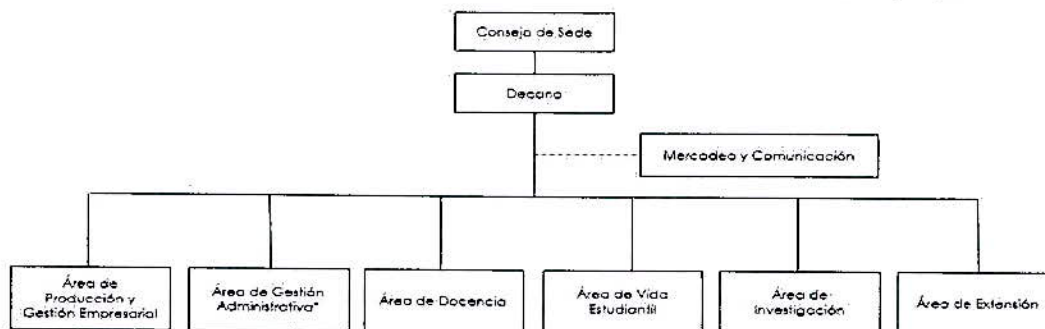 Consejo de Sede
Decano
Mercadeo y Comunicación
Área de
Producción y
Gestión Empresarial
Área de Gestión
Administrativa*
Área de Docencia
Área de Vida
Estudiantil
Área de
Investigación
Área de Extensión